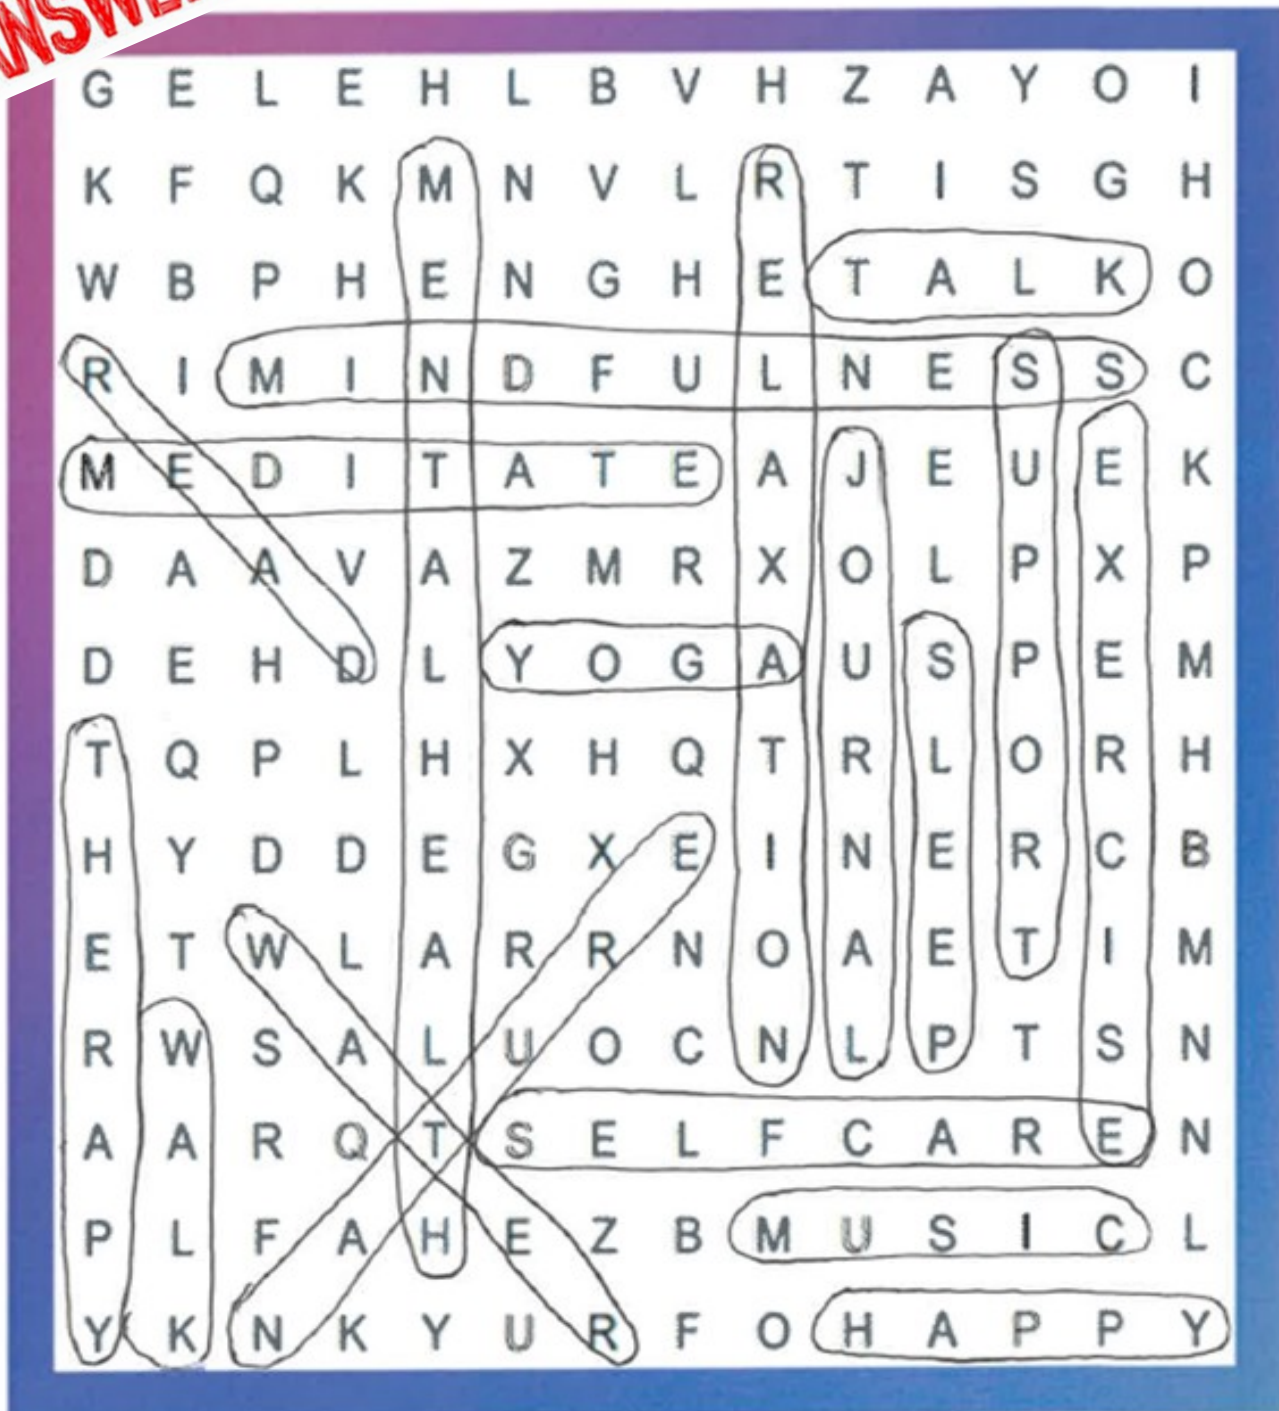 G E L E H L B V H Z A Y O I
K F Q K M N V L R T I S G H
W B P H E N G H E T A L K O
R I M I N D F U L N E S S C
M E D I T A T E A J E U E K
D A A V A Z M R X O L P X P
D E H D L Y O G A U S P E M
T Q P L H X H Q T R L O R H
H Y D D E G X E I N E R C B
E T W L A R R N O A E T I M
R W S A L U O C N L P T S N
A A R Q T S E L F C A R E N
P L F A H E Z B M U S I C L
Y K N K Y U R F O H A P P Y